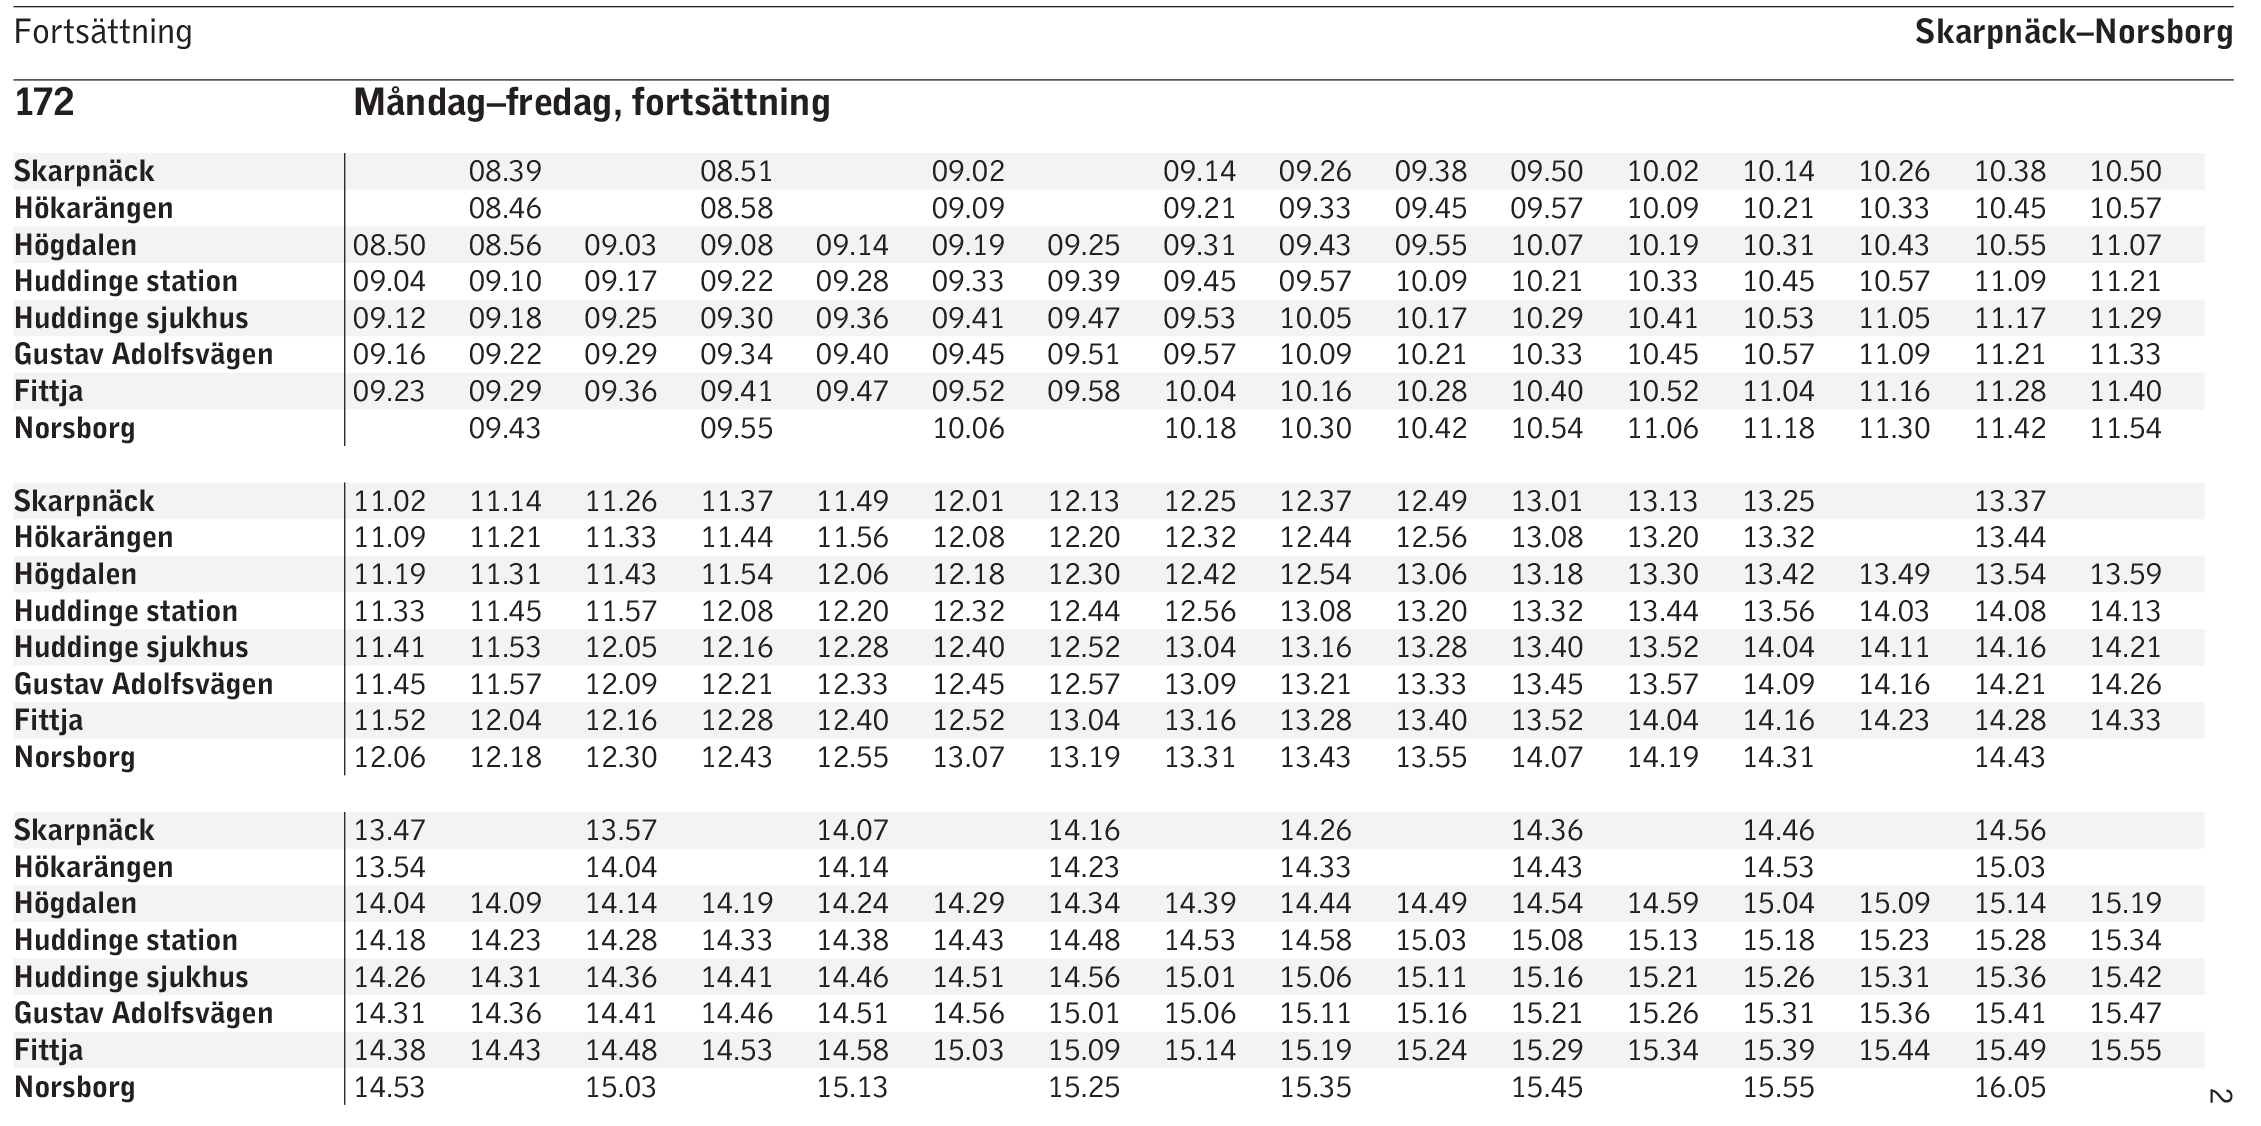 Fortsättning Skarpnäck–Norsborg
172 Måndag–fredag, fortsättning
Skarpnäck 08.39 08.51 09.02 09.14 09.26 09.38 09.50 10.02 10.14 10.26 10.38 10.50
Hökarängen 08.46 08.58 09.09 09.21 09.33 09.45 09.57 10.09 10.21 10.33 10.45 10.57
Högdalen 08.50 08.56 09.03 09.08 09.14 09.19 09.25 09.31 09.43 09.55 10.07 10.19 10.31 10.43 10.55 11.07
Huddinge station 09.04 09.10 09.17 09.22 09.28 09.33 09.39 09.45 09.57 10.09 10.21 10.33 10.45 10.57 11.09 11.21
Huddinge sjukhus 09.12 09.18 09.25 09.30 09.36 09.41 09.47 09.53 10.05 10.17 10.29 10.41 10.53 11.05 11.17 11.29
Gustav Adolfsvägen 09.16 09.22 09.29 09.34 09.40 09.45 09.51 09.57 10.09 10.21 10.33 10.45 10.57 11.09 11.21 11.33
Fittja 09.23 09.29 09.36 09.41 09.47 09.52 09.58 10.04 10.16 10.28 10.40 10.52 11.04 11.16 11.28 11.40
Norsborg 09.43 09.55 10.06 10.18 10.30 10.42 10.54 11.06 11.18 11.30 11.42 11.54
Skarpnäck 11.02 11.14 11.26 11.37 11.49 12.01 12.13 12.25 12.37 12.49 13.01 13.13 13.25 13.37
Hökarängen 11.09 11.21 11.33 11.44 11.56 12.08 12.20 12.32 12.44 12.56 13.08 13.20 13.32 13.44
Högdalen 11.19 11.31 11.43 11.54 12.06 12.18 12.30 12.42 12.54 13.06 13.18 13.30 13.42 13.49 13.54 13.59
Huddinge station 11.33 11.45 11.57 12.08 12.20 12.32 12.44 12.56 13.08 13.20 13.32 13.44 13.56 14.03 14.08 14.13
Huddinge sjukhus 11.41 11.53 12.05 12.16 12.28 12.40 12.52 13.04 13.16 13.28 13.40 13.52 14.04 14.11 14.16 14.21
Gustav Adolfsvägen 11.45 11.57 12.09 12.21 12.33 12.45 12.57 13.09 13.21 13.33 13.45 13.57 14.09 14.16 14.21 14.26
Fittja 11.52 12.04 12.16 12.28 12.40 12.52 13.04 13.16 13.28 13.40 13.52 14.04 14.16 14.23 14.28 14.33
Norsborg 12.06 12.18 12.30 12.43 12.55 13.07 13.19 13.31 13.43 13.55 14.07 14.19 14.31 14.43
Skarpnäck 13.47 13.57 14.07 14.16 14.26 14.36 14.46 14.56
Hökarängen 13.54 14.04 14.14 14.23 14.33 14.43 14.53 15.03
Högdalen 14.04 14.09 14.14 14.19 14.24 14.29 14.34 14.39 14.44 14.49 14.54 14.59 15.04 15.09 15.14 15.19
Huddinge station 14.18 14.23 14.28 14.33 14.38 14.43 14.48 14.53 14.58 15.03 15.08 15.13 15.18 15.23 15.28 15.34
Huddinge sjukhus 14.26 14.31 14.36 14.41 14.46 14.51 14.56 15.01 15.06 15.11 15.16 15.21 15.26 15.31 15.36 15.42
Gustav Adolfsvägen 14.31 14.36 14.41 14.46 14.51 14.56 15.01 15.06 15.11 15.16 15.21 15.26 15.31 15.36 15.41 15.47
Fittja 14.38 14.43 14.48 14.53 14.58 15.03 15.09 15.14 15.19 15.24 15.29 15.34 15.39 15.44 15.49 15.55
Norsborg 14.53 15.03 15.13 15.25 15.35 15.45 15.55 16.05
2